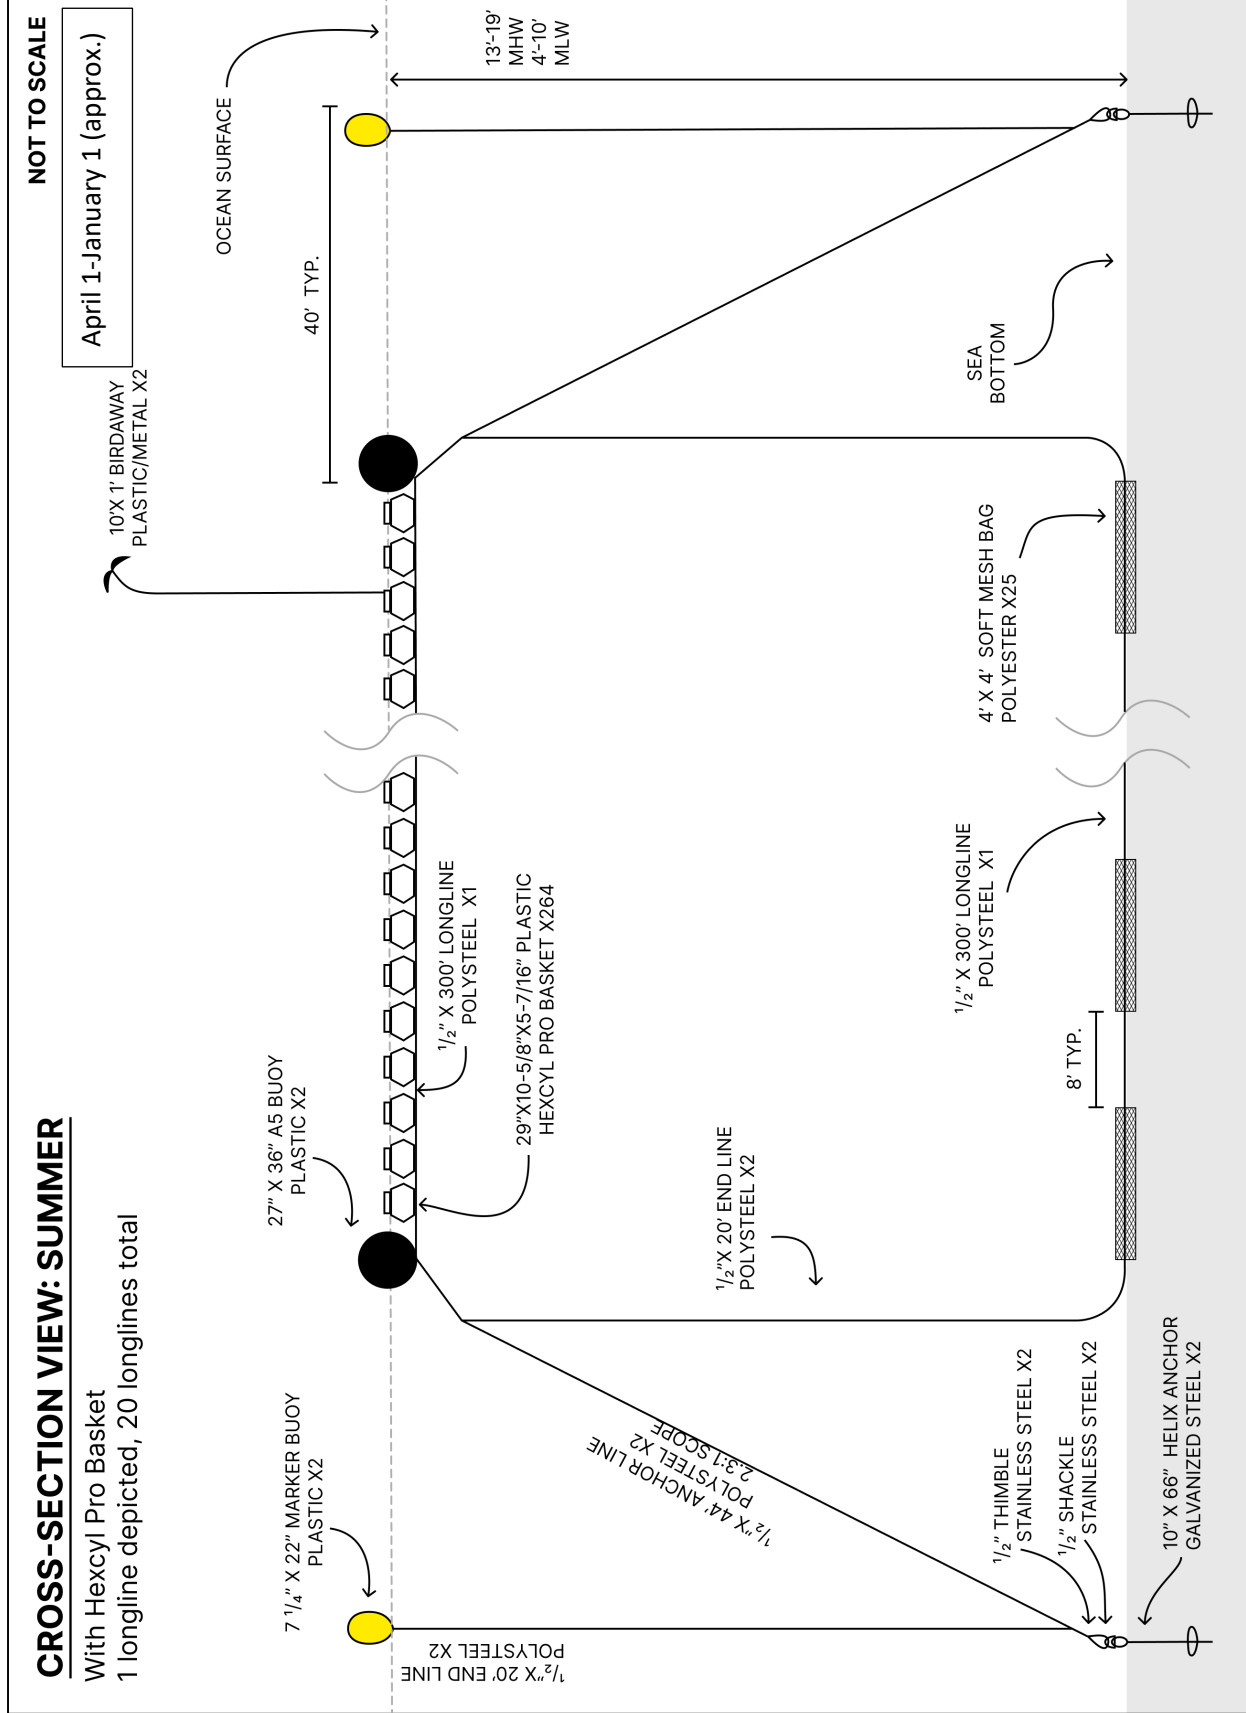 CROSS-SECTION VIEW: SUMMER
With Hexcyl Pro Basket
1 longline depicted, 20 longlines total
NOT TO SCALE
April 1-January 1 (approx.)
10'X 1' BIRDAWAY
PLASTIC/METAL X2
OCEAN SURFACE
40' TYP.
13'-19'
MHW
4'-10'
MLW
7 1/4" X 22" MARKER BUOY
PLASTIC X2
27" X 36" A5 BUOY
PLASTIC X2
1/2" X 300' LONGLINE
POLYSTEEL X1
29"X10-5/8"X5-7/16" PLASTIC
HEXCYL PRO BASKET X264
1/2"X 20' END LINE
POLYSTEEL X2
1/2"X 44' ANCHOR LINE
POLYSTEEL X2
2.3:1 SCOPE
1/2"X 20' END LINE
POLYSTEEL X2
SEA
BOTTOM
4' X 4' SOFT MESH BAG
POLYESTER X25
1/2" X 300' LONGLINE
POLYSTEEL X1
8' TYP.
1/2" THIMBLE
STAINLESS STEEL X2
1/2" SHACKLE
STAINLESS STEEL X2
10" X 66" HELIX ANCHOR
GALVANIZED STEEL X2